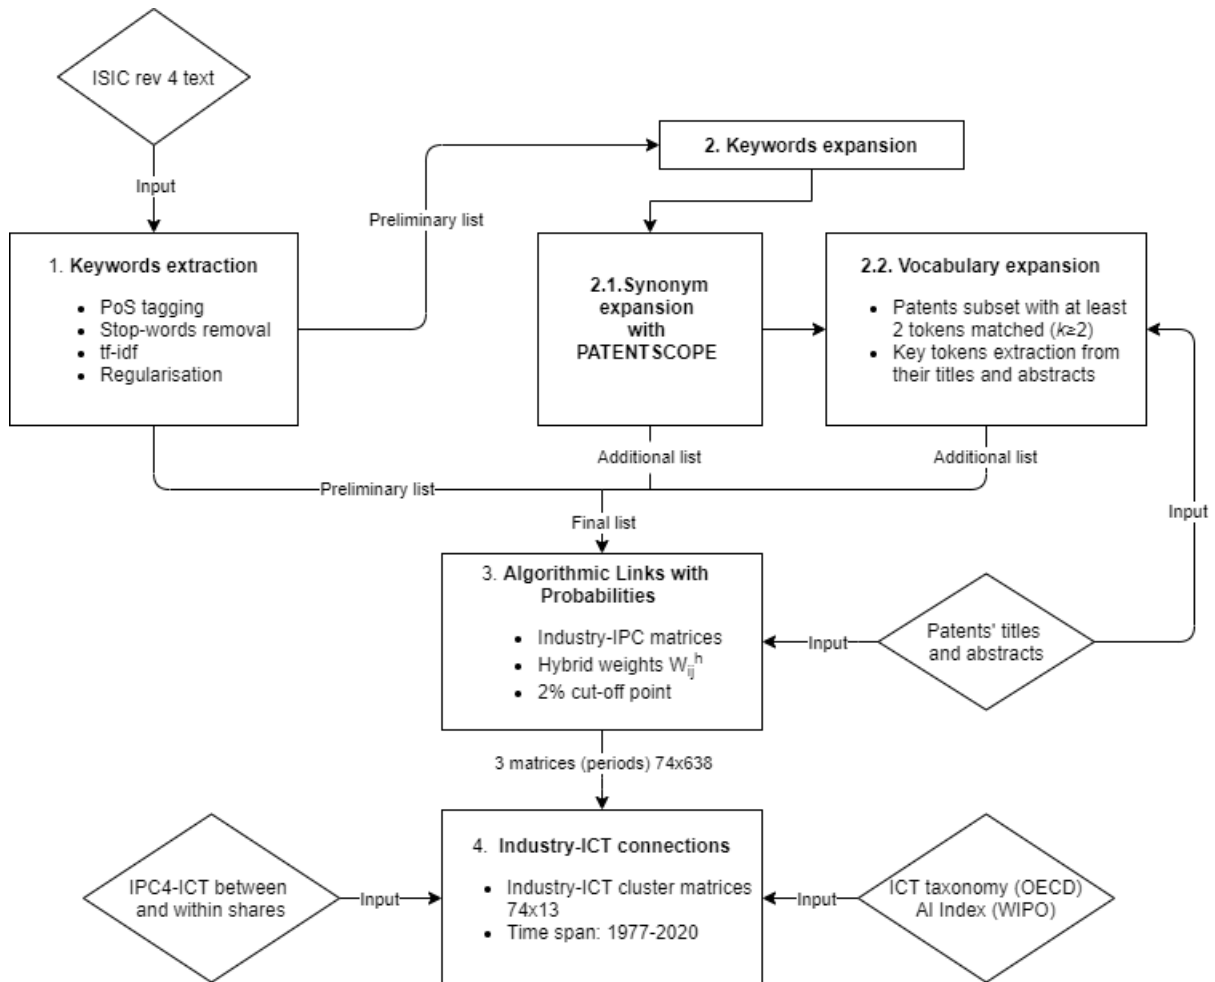 ISIC rev 4 text
Input
2. Keywords expansion
Preliminary list
1. Keywords extraction
• PoS tagging
• Stop-words removal
• tf-idf
• Regularisation
2.1.Synonym
expansion
with
PATENTSCOPE
2.2. Vocabulary expansion
• Patents subset with at least
2 tokens matched (k≥2)
• Key tokens extraction from
their titles and abstracts
Additional list
Additional list
Preliminary list
Input
Final list
3. Algorithmic Links with
Probabilities
• Industry-IPC matrices
• Hybrid weights W_ij^h
• 2% cut-off point
Input
Patents' titles
and abstracts
3 matrices (periods) 74x638
IPC4-ICT between
and within shares
Input
4. Industry-ICT connections
• Industry-ICT cluster matrices
74x13
• Time span: 1977-2020
Input
ICT taxonomy (OECD)
AI Index (WIPO)